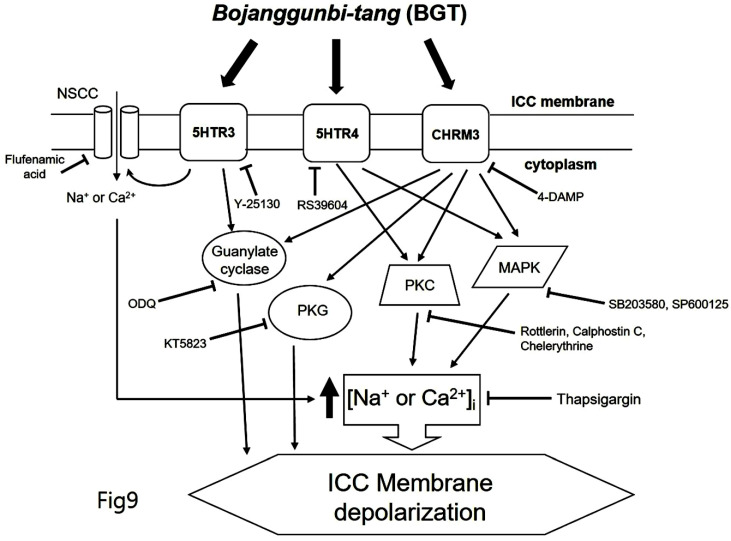 Bojanggunbi-tang (BGT)
NSCC
ICC membrane
5HTR3
5HTR4
CHRM3
cytoplasm
Flufenamic
acid
Na⁺ or Ca²⁺
Y-25130
RS39604
4-DAMP
Guanylate
cyclase
MAPK
PKC
ODQ
PKG
SB203580, SP600125
KT5823
Rottlerin, Calphostin C,
Chelerythrine
[Na⁺ or Ca²⁺]i
Thapsigargin
ICC Membrane
depolarization
Fig9